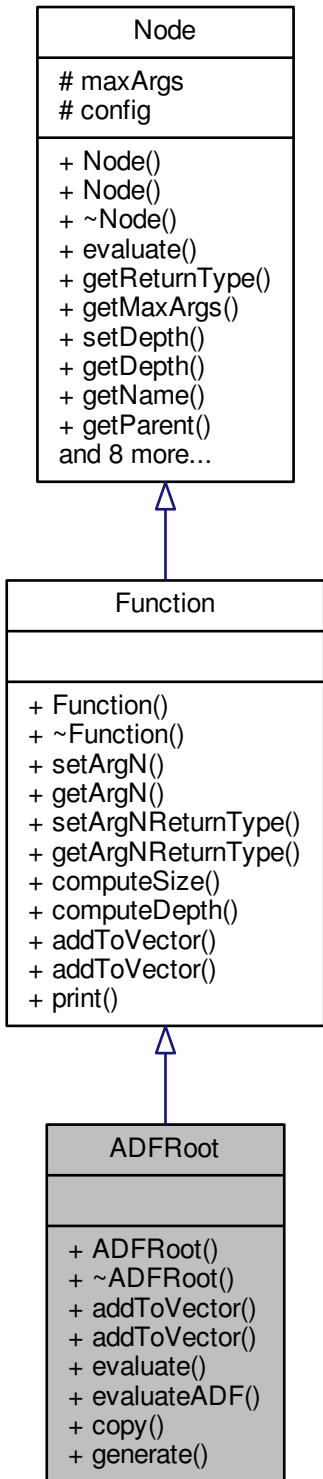 Node
# maxArgs
# config
+ Node()
+ Node()
+ ~Node()
+ evaluate()
+ getReturnType()
+ getMaxArgs()
+ setDepth()
+ getDepth()
+ getName()
+ getParent()
and 8 more...
Function
+ Function()
+ ~Function()
+ setArgN()
+ getArgN()
+ setArgNReturnType()
+ getArgNReturnType()
+ computeSize()
+ computeDepth()
+ addToVector()
+ addToVector()
+ print()
ADFRoot
+ ADFRoot()
+ ~ADFRoot()
+ addToVector()
+ addToVector()
+ evaluate()
+ evaluateADF()
+ copy()
+ generate()